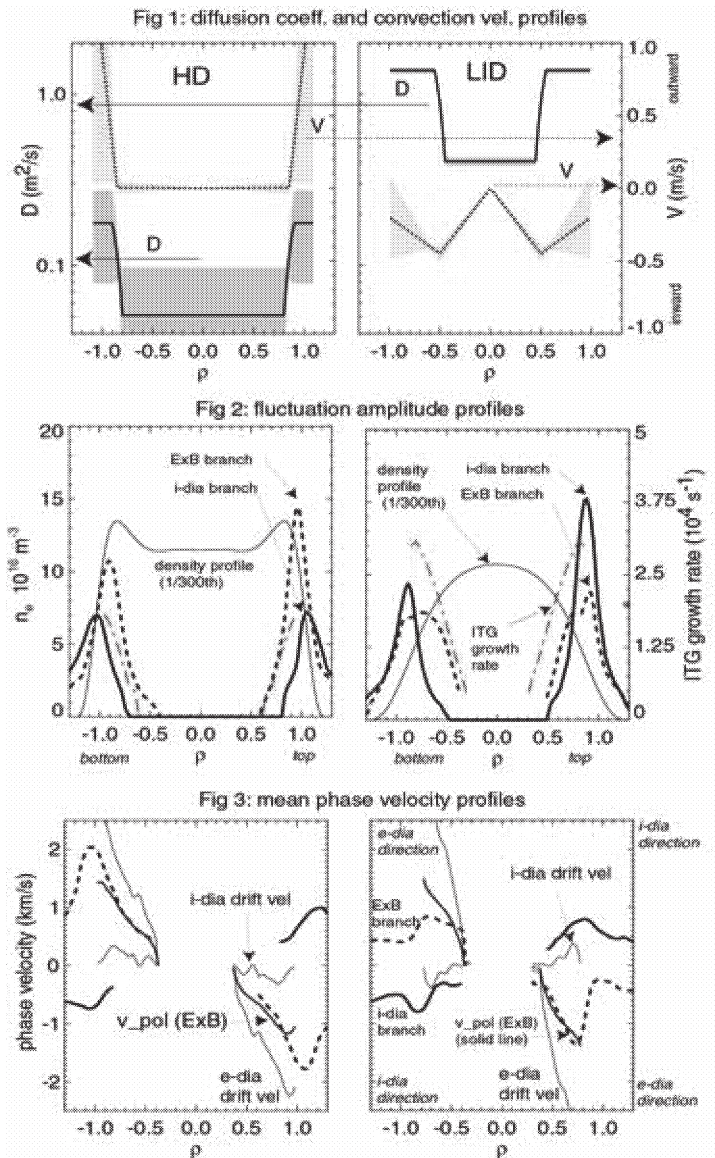 Fig 1: diffusion coeff. and convection vel. profiles
HD
LID
D
V
V
D
D (m²/s)
1.0
0.1
1.0
0.5
0.0
-0.5
-1.0
outward
V (m/s)
inward
-1.0 -0.5 0.0 0.5 1.0
ρ
-1.0 -0.5 0.0 0.5 1.0
ρ
Fig 2: fluctuation amplitude profiles
20
15
10
5
0
nₑ 10¹⁶ m⁻³
ExB branch
i-dia branch
density profile
(1/300th)
density
profile
(1/300th)
i-dia branch
ExB branch
ITG
growth
rate
5
3.75
2.5
1.25
0
ITG growth rate (10⁴ s⁻¹)
-1.0 -0.5 0.0 0.5 1.0
bottom ρ top
-1.0 -0.5 0.0 0.5 1.0
bottom ρ top
Fig 3: mean phase velocity profiles
2
1
0
-1
-2
phase velocity (km/s)
i-dia drift vel
v_pol (ExB)
e-dia
drift vel
e-dia
direction
i-dia
direction
i-dia drift vel
ExB
branch
i-dia
branch
v_pol (ExB)
(solid line)
e-dia
drift vel
i-dia
direction
e-dia
direction
-1.0 -0.5 0.0 0.5 1.0
ρ
-1.0 -0.5 0.0 0.5 1.0
ρ